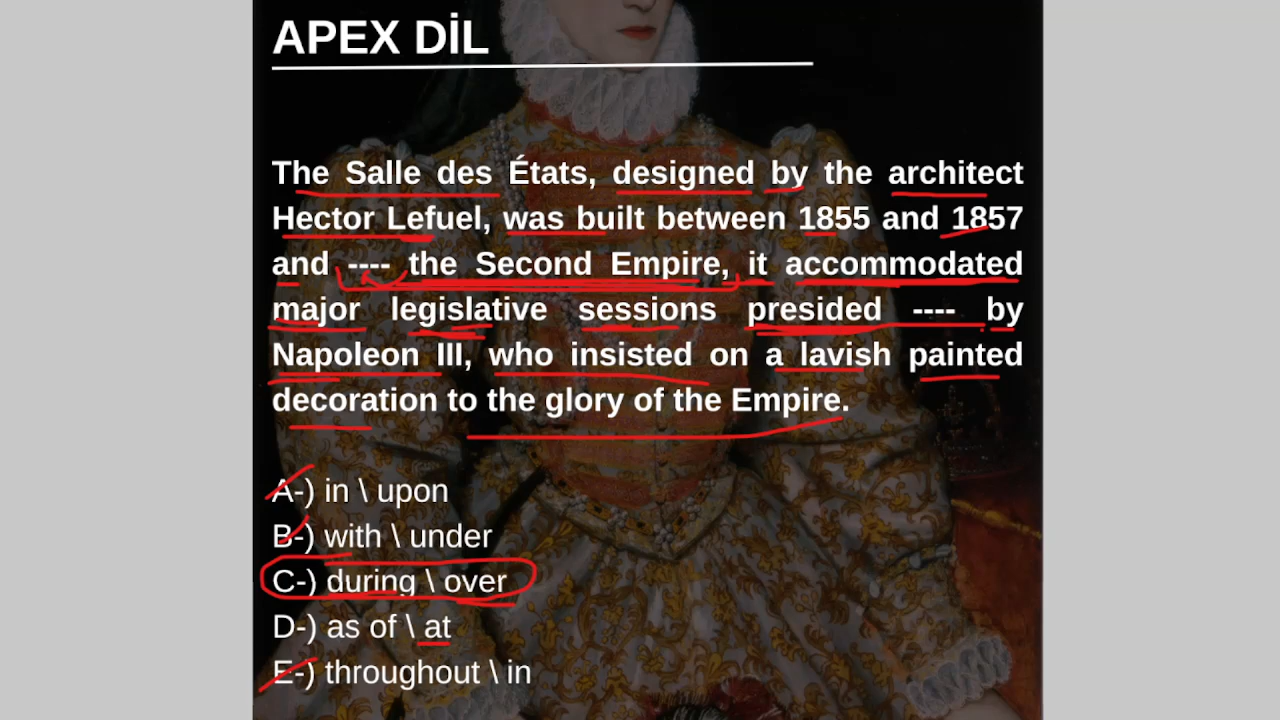 APEX DİL
The Salle des États, designed by the architect
Hector Lefuel, was built between 1855 and 1857
and ---- the Second Empire, it accommodated
major legislative sessions presided ---- by
Napoleon III, who insisted on a lavish painted
decoration to the glory of the Empire.
A-) in \ upon
B-) with \ under
C-) during \ over
D-) as of \ at
E-) throughout \ in